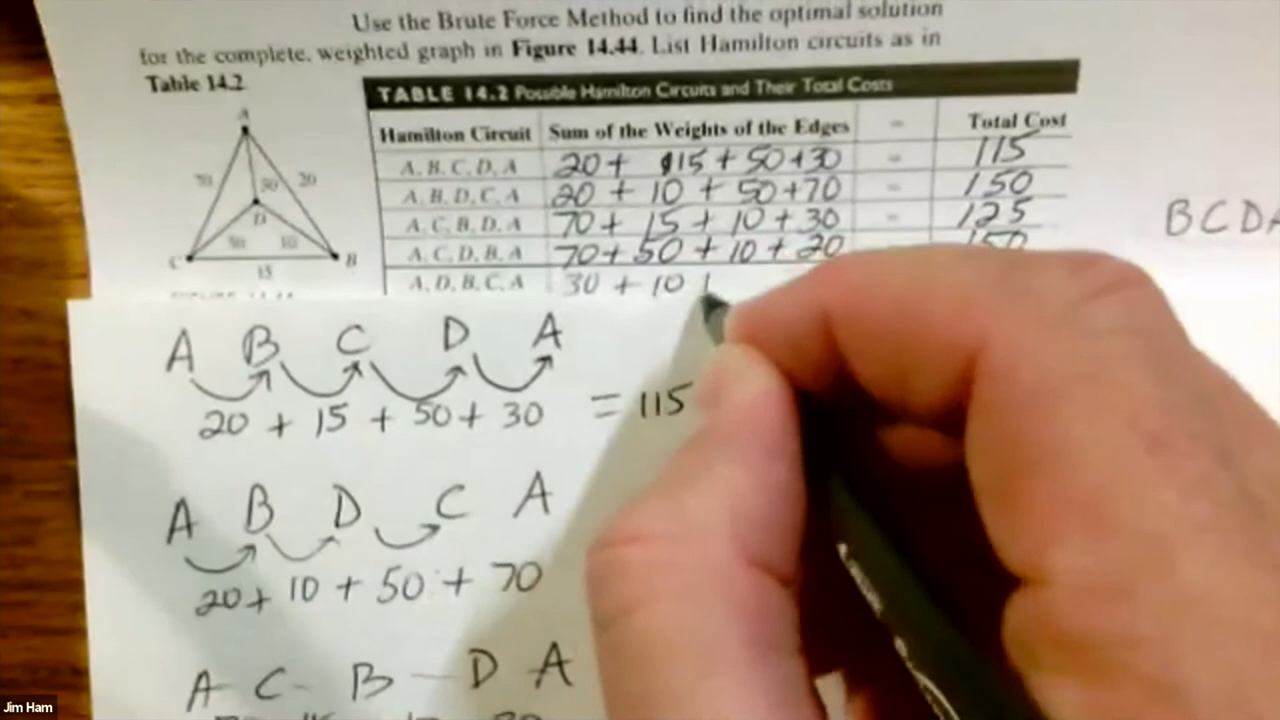 Use the Brute Force Method to find the optimal solution
for the complete, weighted graph in Figure 14.44. List Hamilton circuits as in
Table 14.2
TABLE 14.2 Possible Hamilton Circuits and Their Total Costs
Hamilton Circuit Sum of the Weights of the Edges = Total Cost
A, B, C, D, A 20 + 15 + 50 + 30 = 115
A, B, D, C, A 20 + 10 + 50 + 70 = 150
A, C, B, D, A 70 + 15 + 10 + 30 = 125
A, C, D, B, A 70 + 50 + 10 + 20 150
A, D, B, C, A 30 + 10
A
70 30 20
D
50 10
C B
15
BCDA
A B C D A
20 + 15 + 50 + 30 = 115
A B D C A
20 + 10 + 50 + 70
A C B D A
Jim Ham